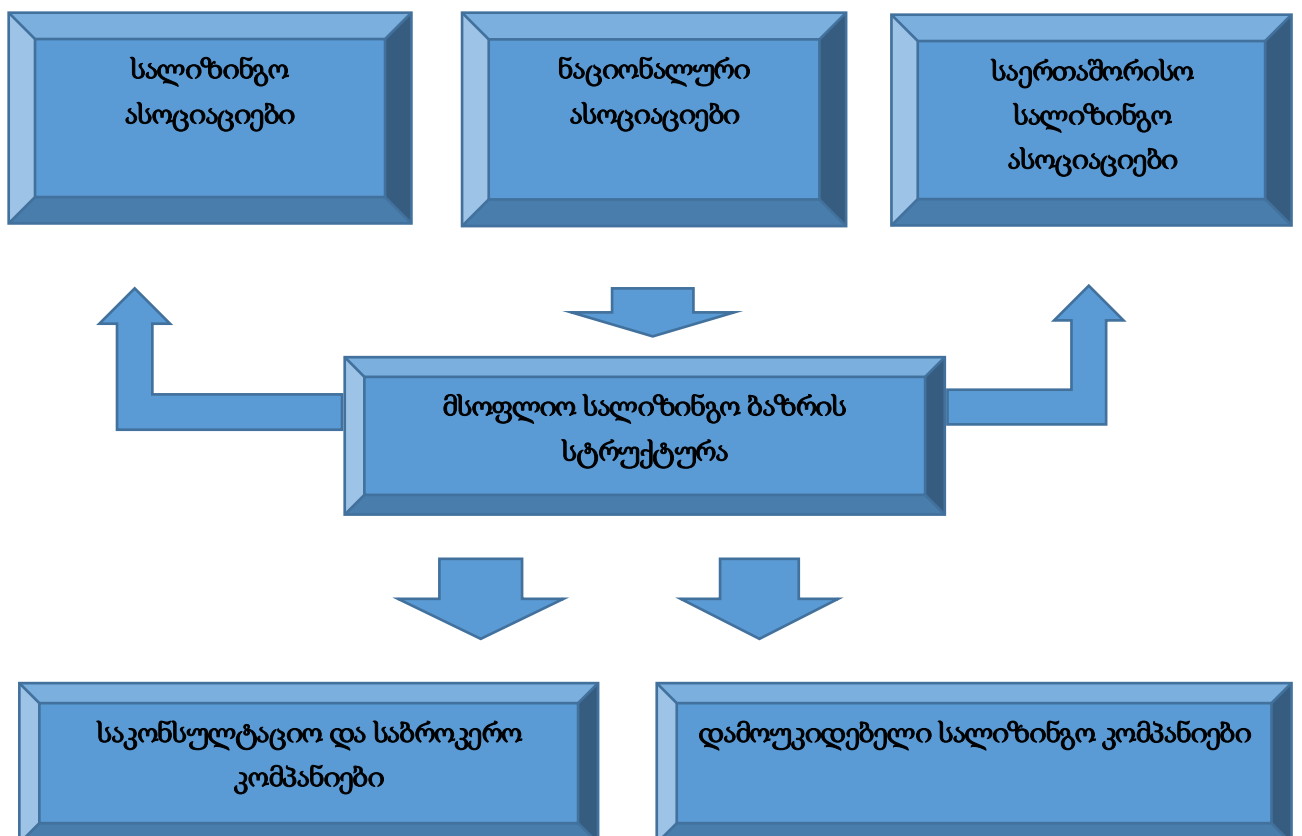 სალიზინგო
ასოციაციები
ნაციონალური
ასოციაციები
საერთაშორისო
სალიზინგო
ასოციაციები
მსოფლიო სალიზინგო ბაზრის
სტრუქტურა
საკონსულტაციო და საბროკერო
კომპანიები
დამოუკიდებელი სალიზინგო კომპანიები